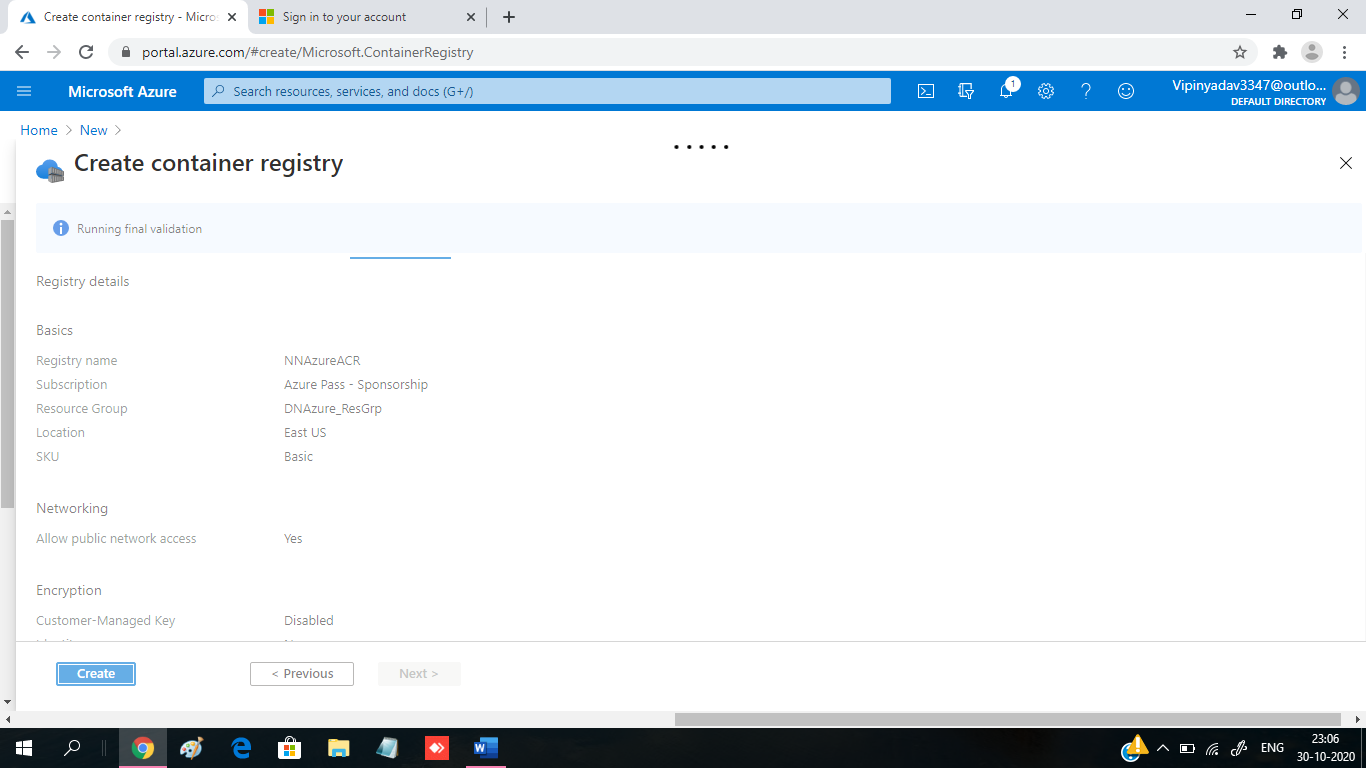 Create container registry - Micros
Sign in to your account
portal.azure.com/#create/Microsoft.ContainerRegistry
Microsoft Azure
Search resources, services, and docs (G+/)
1
Vipinyadav3347@outlo...
DEFAULT DIRECTORY
Home > New >
Create container registry
Running final validation
Registry details
Basics
Registry name NNAzureACR
Subscription Azure Pass - Sponsorship
Resource Group DNAzure_ResGrp
Location East US
SKU Basic
Networking
Allow public network access Yes
Encryption
Customer-Managed Key Disabled
Create
< Previous
Next >
ENG
23:06
30-10-2020